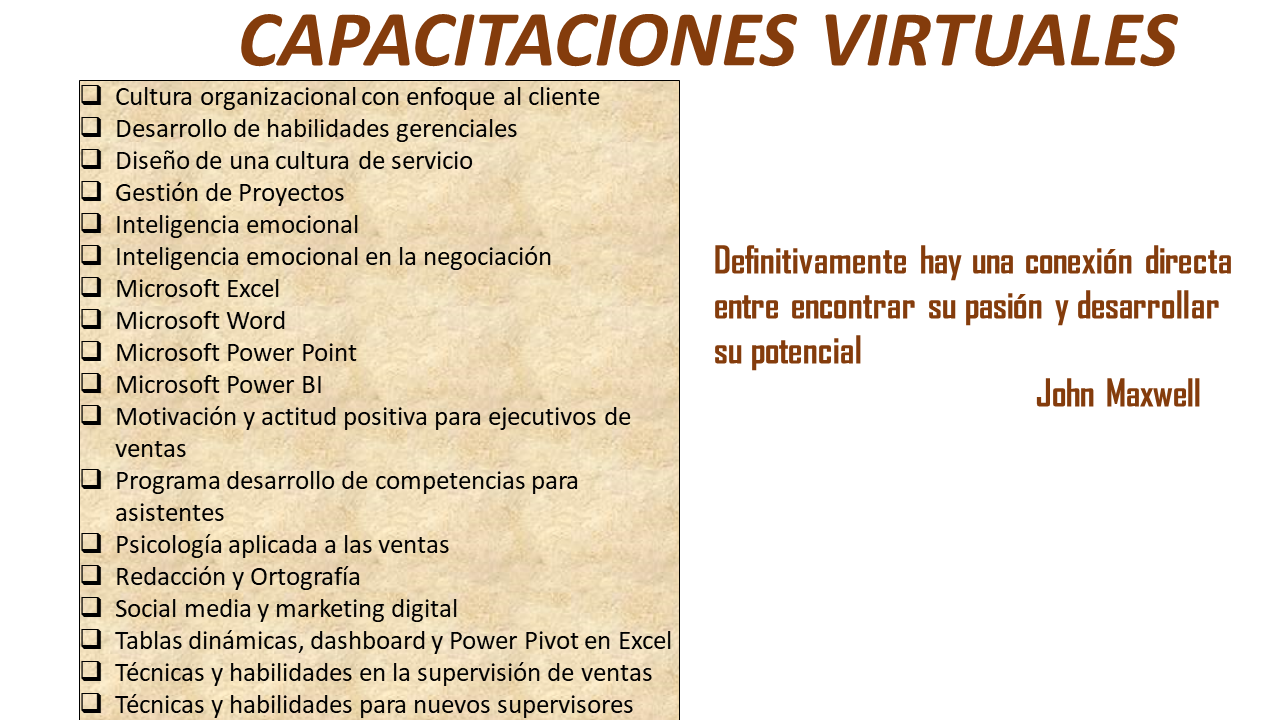 CAPACITACIONES VIRTUALES
❑ Cultura organizacional con enfoque al cliente
❑ Desarrollo de habilidades gerenciales
❑ Diseño de una cultura de servicio
❑ Gestión de Proyectos
❑ Inteligencia emocional
❑ Inteligencia emocional en la negociación
❑ Microsoft Excel
❑ Microsoft Word
❑ Microsoft Power Point
❑ Microsoft Power BI
❑ Motivación y actitud positiva para ejecutivos de
ventas
❑ Programa desarrollo de competencias para
asistentes
❑ Psicología aplicada a las ventas
❑ Redacción y Ortografía
❑ Social media y marketing digital
❑ Tablas dinámicas, dashboard y Power Pivot en Excel
❑ Técnicas y habilidades en la supervisión de ventas
❑ Técnicas y habilidades para nuevos supervisores
Definitivamente hay una conexión directa
entre encontrar su pasión y desarrollar
su potencial
John Maxwell